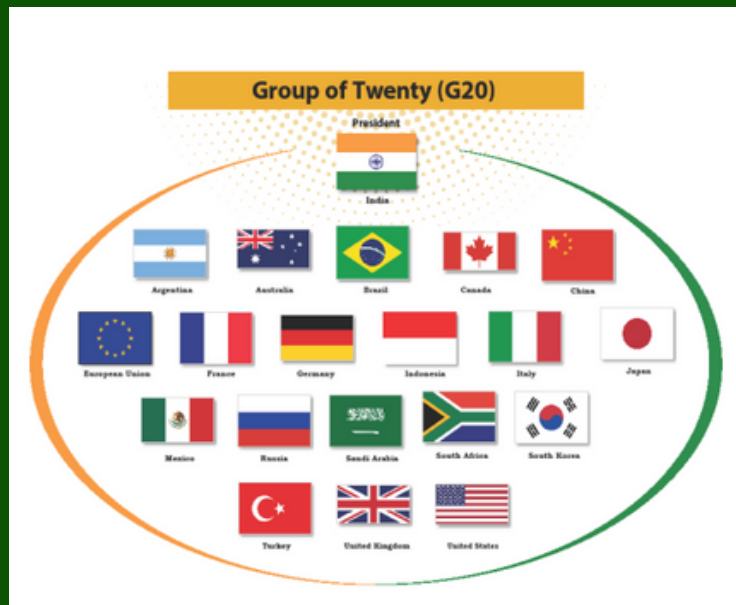 Group of Twenty (G20)
President
India
Argentina Australia Brazil Canada China
European Union France Germany Indonesia Italy Japan
Mexico Russia Saudi Arabia South Africa South Korea
Turkey United Kingdom United States